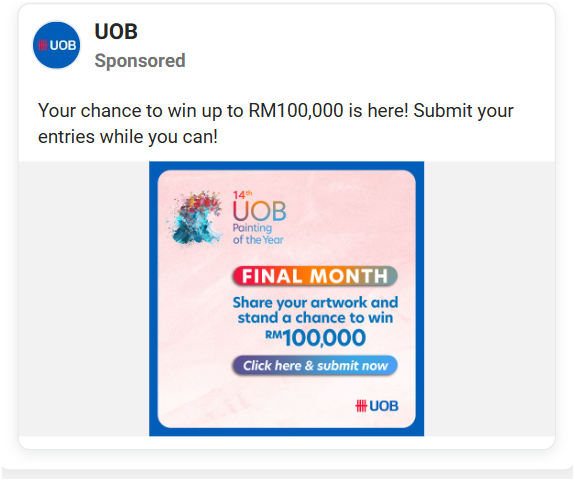 UOB
UOB
Sponsored
Your chance to win up to RM100,000 is here! Submit your
entries while you can!
14th
UOB
Painting
of the Year
FINAL MONTH
Share your artwork and
stand a chance to win
RM100,000
Click here & submit now
UOB